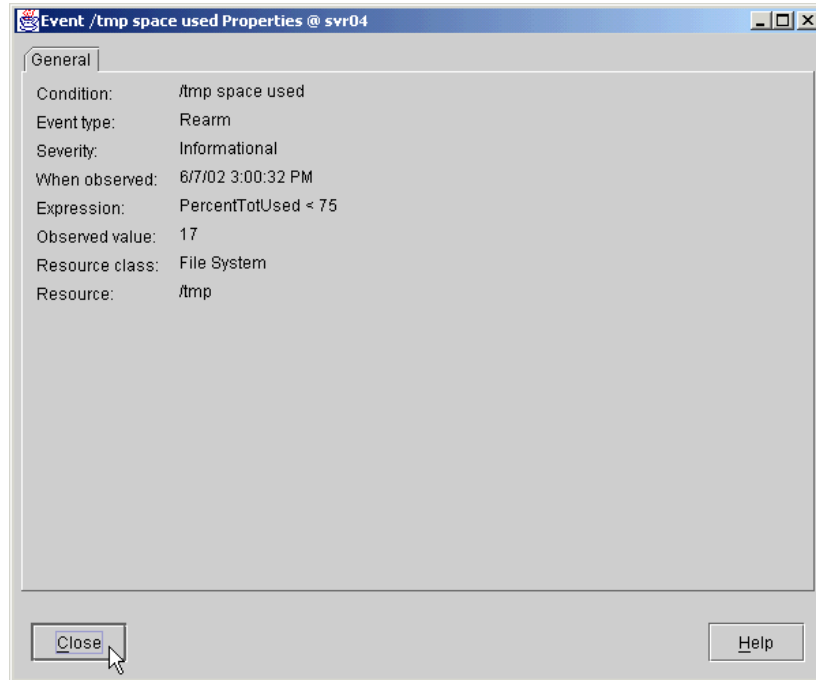 Event /tmp space used Properties @ svr04
General
Condition: /tmp space used
Event type: Rearm
Severity: Informational
When observed: 6/7/02 3:00:32 PM
Expression: PercentTotUsed < 75
Observed value: 17
Resource class: File System
Resource: /tmp
Close Help